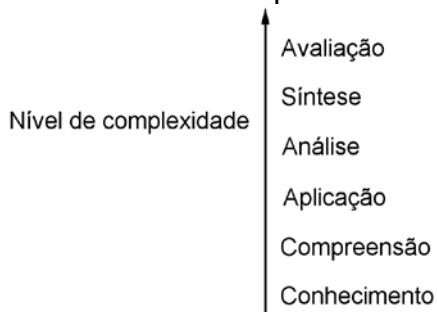 Avaliação
Síntese
Nível de complexidade
Análise
Aplicação
Compreensão
Conhecimento